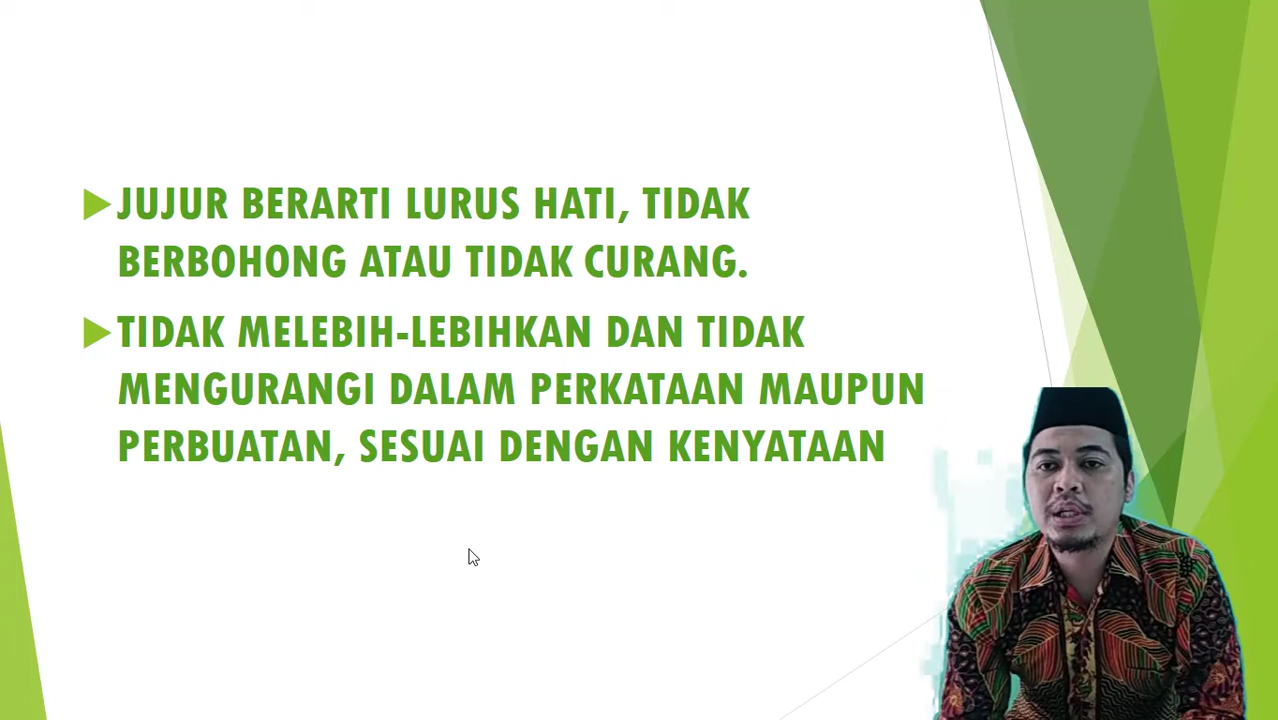 JUJUR BERARTI LURUS HATI, TIDAK
BERBOHONG ATAU TIDAK CURANG.
TIDAK MELEBIH-LEBIHKAN DAN TIDAK
MENGURANGI DALAM PERKATAAN MAUPUN
PERBUATAN, SESUAI DENGAN KENYATAAN